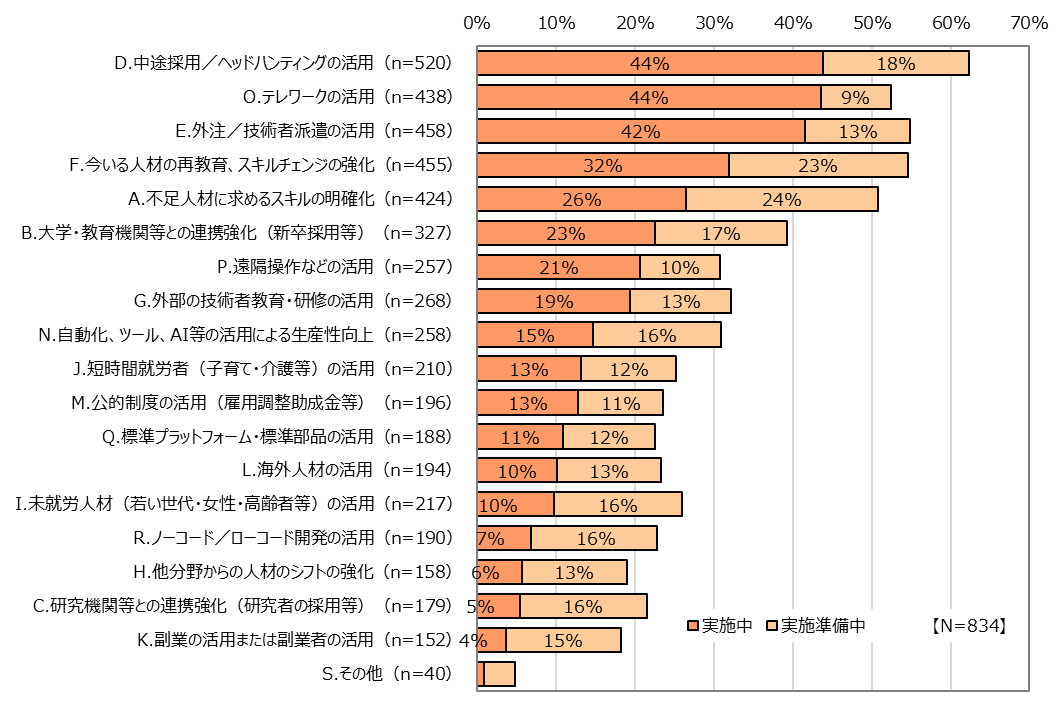 0% 10% 20% 30% 40% 50% 60% 70%
D.中途採用／ヘッドハンティングの活用（n=520） 44% 18%
O.テレワークの活用（n=438） 44% 9%
E.外注／技術者派遣の活用（n=458） 42% 13%
F.今いる人材の再教育、スキルチェンジの強化（n=455） 32% 23%
A.不足人材に求めるスキルの明確化（n=424） 26% 24%
B.大学・教育機関等との連携強化（新卒採用等）（n=327） 23% 17%
P.遠隔操作などの活用（n=257） 21% 10%
G.外部の技術者教育・研修の活用（n=268） 19% 13%
N.自動化、ツール、AI等の活用による生産性向上（n=258） 15% 16%
J.短時間就労者（子育て・介護等）の活用（n=210） 13% 12%
M.公的制度の活用（雇用調整助成金等）（n=196） 13% 11%
Q.標準プラットフォーム・標準部品の活用（n=188） 11% 12%
L.海外人材の活用（n=194） 10% 13%
I.未就労人材（若い世代・女性・高齢者等）の活用（n=217） 10% 16%
R.ノーコード／ローコード開発の活用（n=190） 7% 16%
H.他分野からの人材のシフトの強化（n=158） 6% 13%
C.研究機関等との連携強化（研究者の採用等）（n=179） 5% 16%
K.副業の活用または副業者の活用（n=152） 4% 15%
S.その他（n=40）
実施中 実施準備中 【N=834】